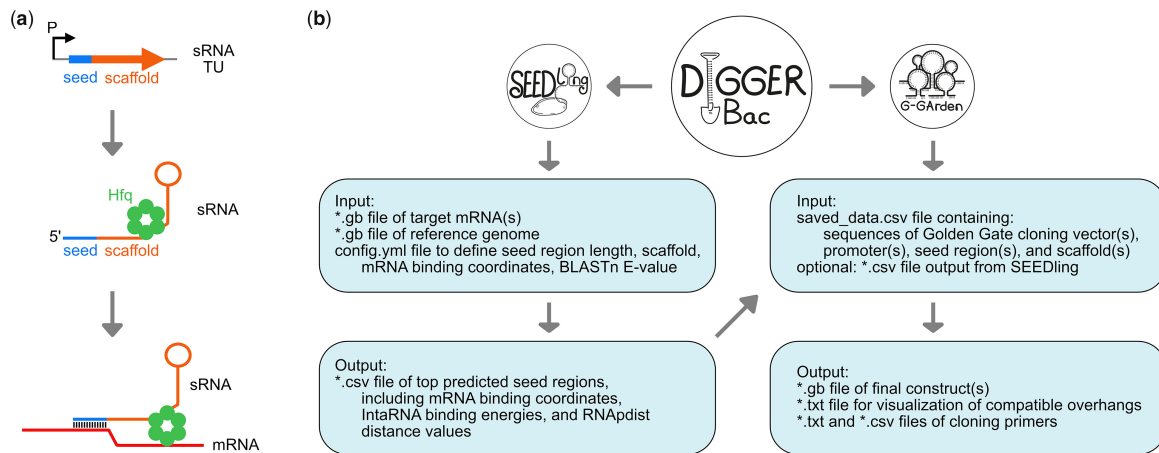 (a)
P
sRNA
TU
seed scaffold
Hfq
sRNA
5'
seed scaffold
sRNA
mRNA
(b)
SEEDling
DIGGER
Bac
G-GArden
Input:
*.gb file of target mRNA(s)
*.gb file of reference genome
config.yml file to define seed region length, scaffold,
mRNA binding coordinates, BLASTn E-value
Output:
*.csv file of top predicted seed regions,
including mRNA binding coordinates,
IntaRNA binding energies, and RNApdist
distance values
Input:
saved_data.csv file containing:
sequences of Golden Gate cloning vector(s),
promoter(s), seed region(s), and scaffold(s)
optional: *.csv file output from SEEDling
Output:
*.gb file of final construct(s)
*.txt file for visualization of compatible overhangs
*.txt and *.csv files of cloning primers